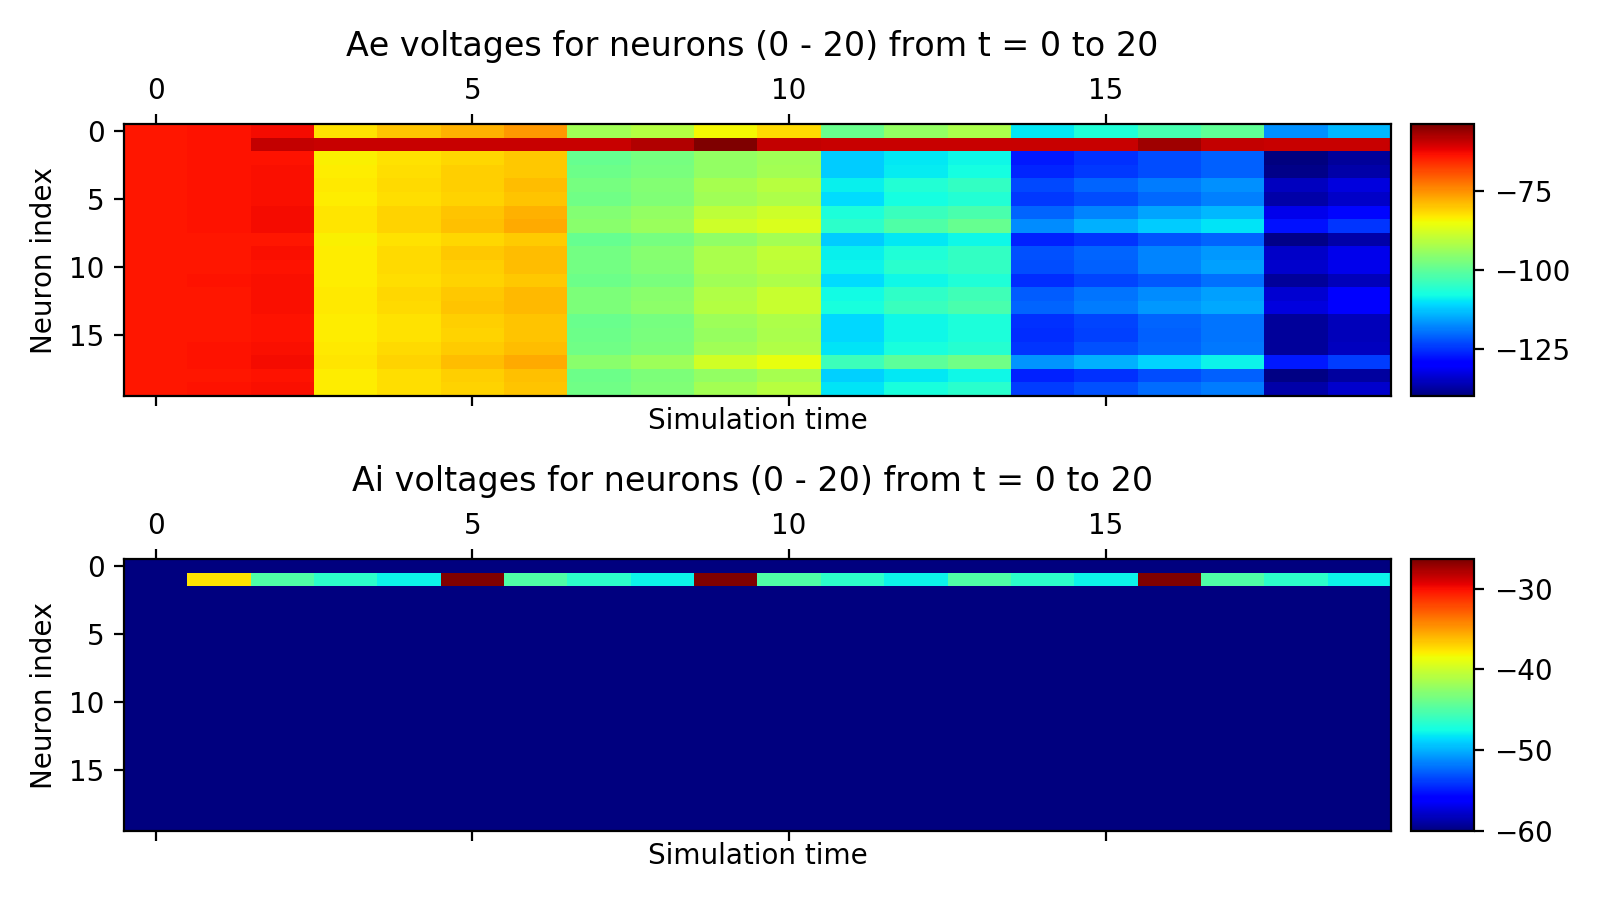 Ae voltages for neurons (0 - 20) from t = 0 to 20
0 5 10 15
0
5
10
15
Neuron index
Simulation time
−75
−100
−125
Ai voltages for neurons (0 - 20) from t = 0 to 20
0 5 10 15
0
5
10
15
Neuron index
Simulation time
−30
−40
−50
−60